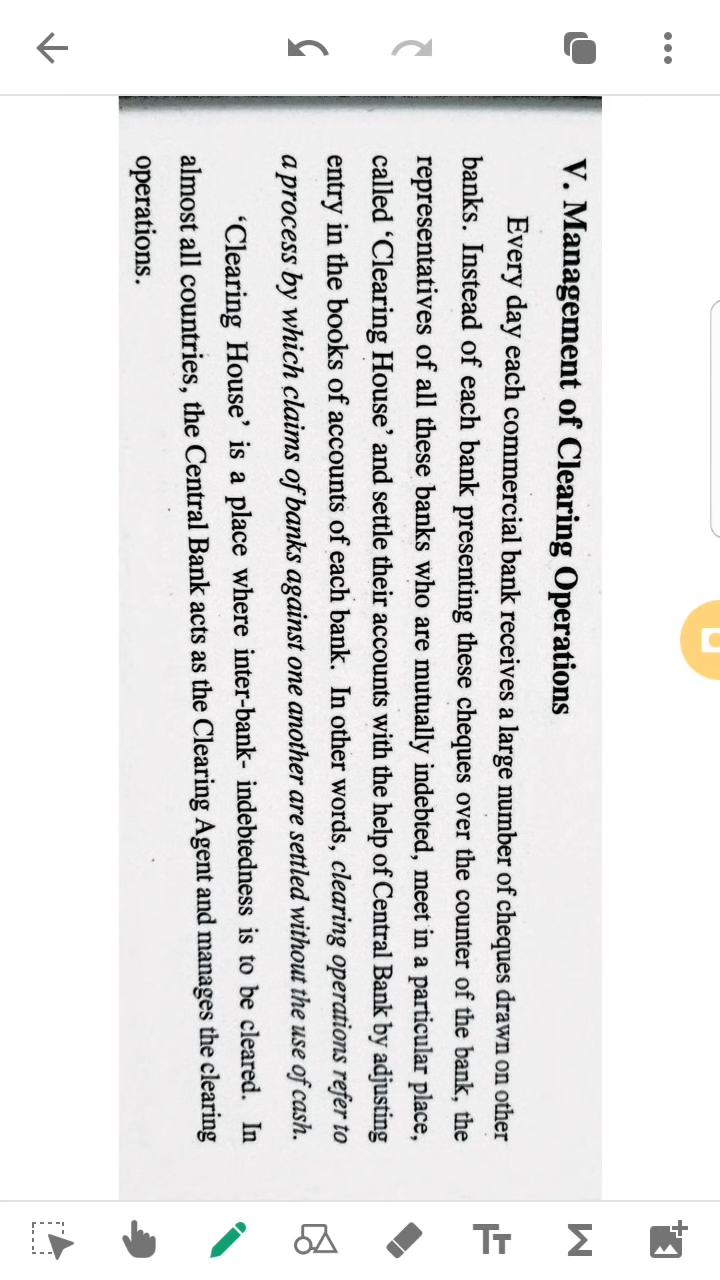 V. Management of Clearing Operations
Every day each commercial bank receives a large number of cheques drawn on other
banks. Instead of each bank presenting these cheques over the counter of the bank, the
representatives of all these banks who are mutually indebted, meet in a particular place,
called ‘Clearing House’ and settle their accounts with the help of Central Bank by adjusting
entry in the books of accounts of each bank. In other words, clearing operations refer to
a process by which claims of banks against one another are settled without the use of cash.
‘Clearing House’ is a place where inter-bank- indebtedness is to be cleared. In
almost all countries, the Central Bank acts as the Clearing Agent and manages the clearing
operations.